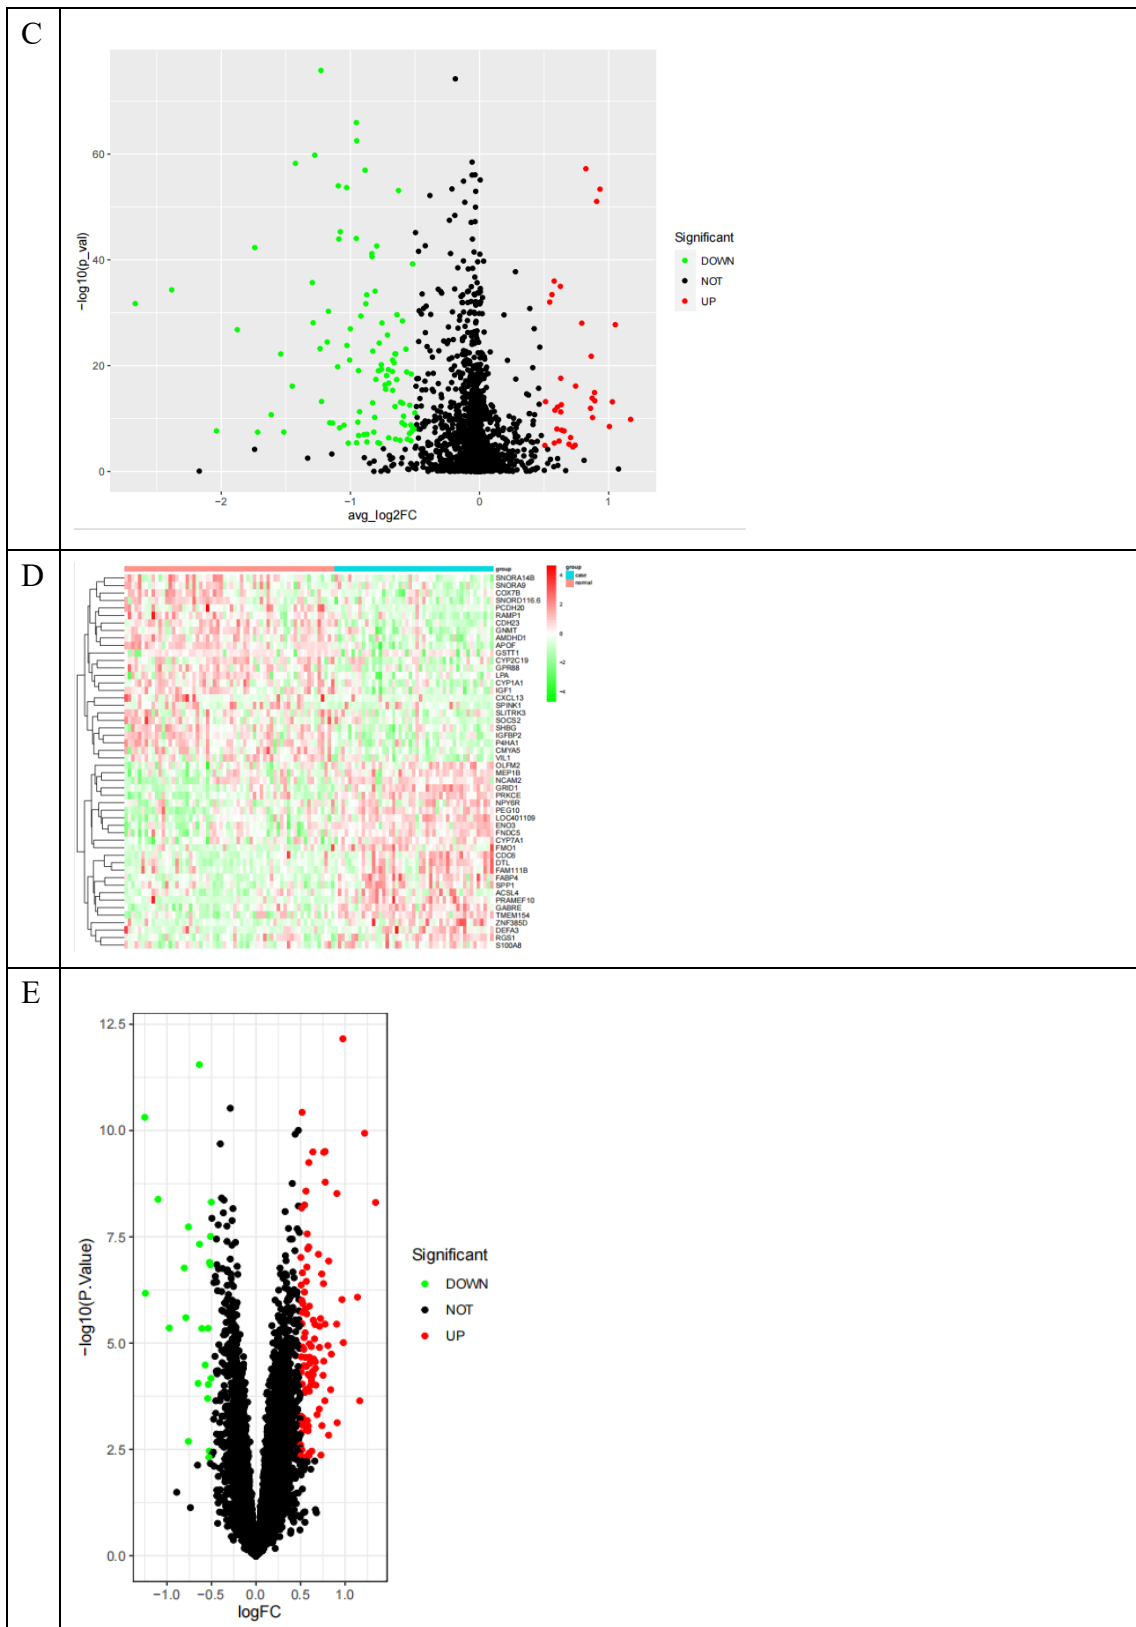 C
60
40
20
0
−log10(p_val)
−2
−1
0
1
avg_log2FC
Significant
DOWN
NOT
UP
D
group
SNORA14B
SNORA9
COX7B
SNORD116.6
PCDH20
RAMP1
CDH23
GNMT
AMDHD1
APOF
GSTT1
CYP2C19
GPR88
LPA
CYP1A1
IGF1
CXCL13
SPINK1
SLITRK3
SOCS2
SHBG
IGFBP2
P4HA1
CMYA5
VIL1
OLFM2
MEP1B
NCAM2
GRID1
PRKCE
NPY6R
PEG10
LOC401109
ENO3
FNDC5
CYP7A1
FMO1
CDC6
DTL
FAM111B
FABP4
SPP1
ACSL4
PRAMEF10
GABRE
TMEM154
ZNF385D
DEFA3
RGS1
S100A8
4
2
0
−2
−4
group
case
normal
E
12.5
10.0
7.5
5.0
2.5
0.0
−log10(P.Value)
−1.0
−0.5
0.0
0.5
1.0
logFC
Significant
DOWN
NOT
UP